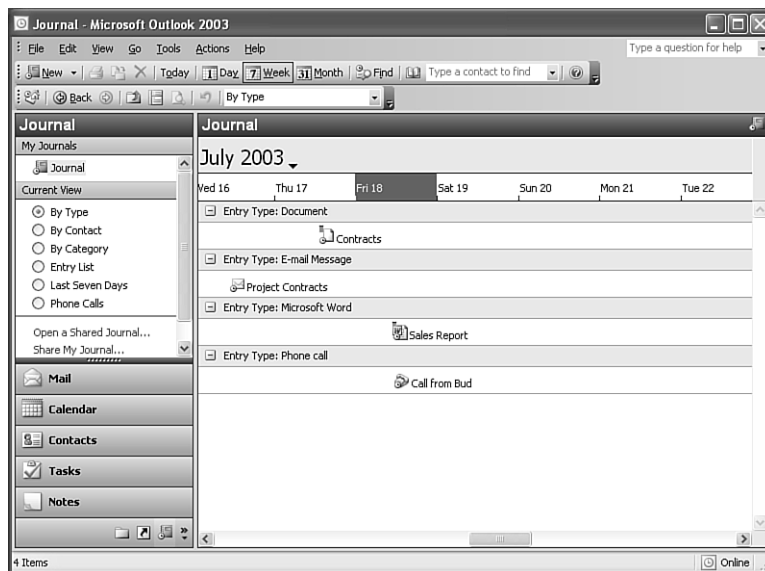 Journal - Microsoft Outlook 2003
File Edit View Go Tools Actions Help Type a question for help
New Today 1 Day 7 Week 31 Month Find Type a contact to find
Back By Type
Journal
My Journals
Journal
Current View
By Type
By Contact
By Category
Entry List
Last Seven Days
Phone Calls
Open a Shared Journal...
Share My Journal...
Mail
Calendar
Contacts
Tasks
Notes
Journal
July 2003
Wed 16 Thu 17 Fri 18 Sat 19 Sun 20 Mon 21 Tue 22
Entry Type: Document
Contracts
Entry Type: E-mail Message
Project Contracts
Entry Type: Microsoft Word
Sales Report
Entry Type: Phone call
Call from Bud
4 Items Online